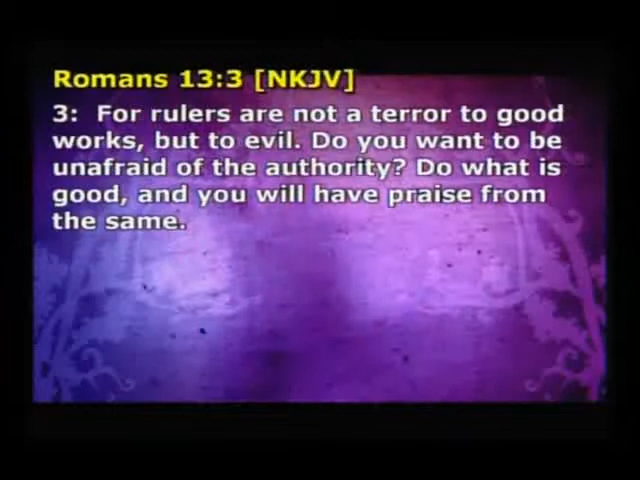 Romans 13:3 [NKJV]
3: For rulers are not a terror to good
works, but to evil. Do you want to be
unafraid of the authority? Do what is
good, and you will have praise from
the same.